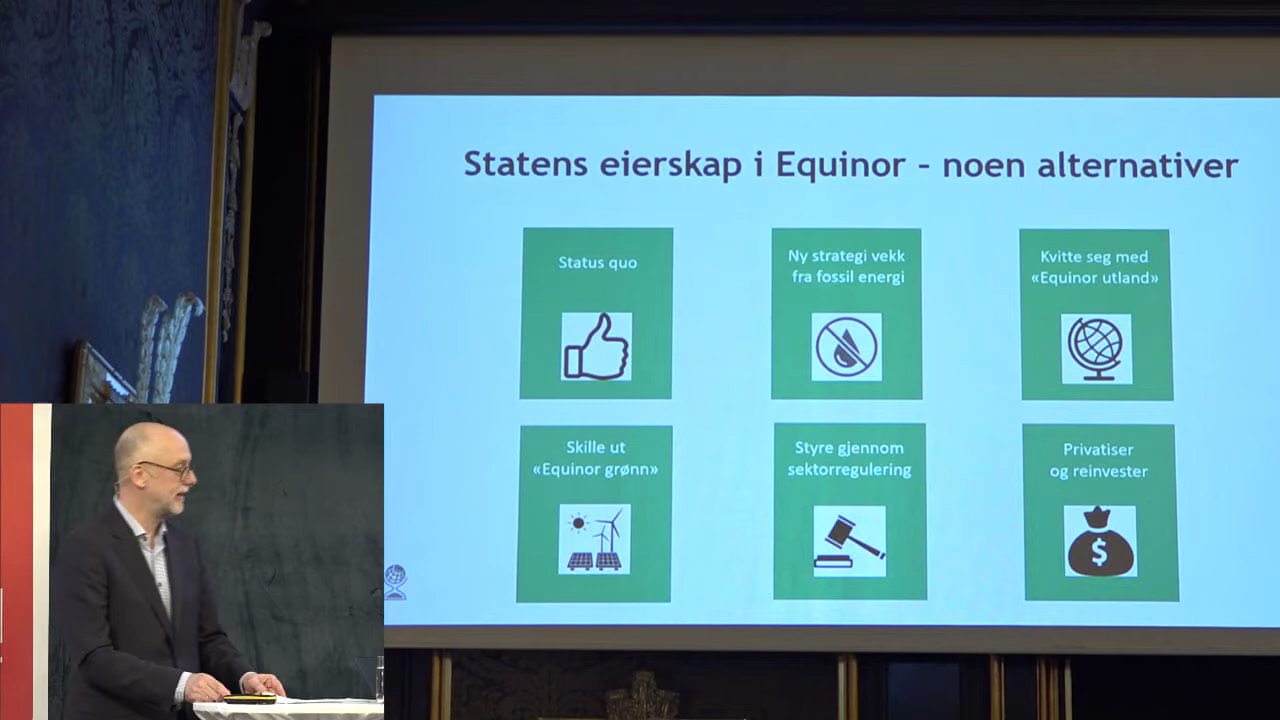 Statens eierskap i Equinor – noen alternativer
Status quo
Ny strategi vekk
fra fossil energi
Kvitte seg med
«Equinor utland»
Skille ut
«Equinor grønn»
Styre gjennom
sektorregulering
Privatiser
og reinvester
$